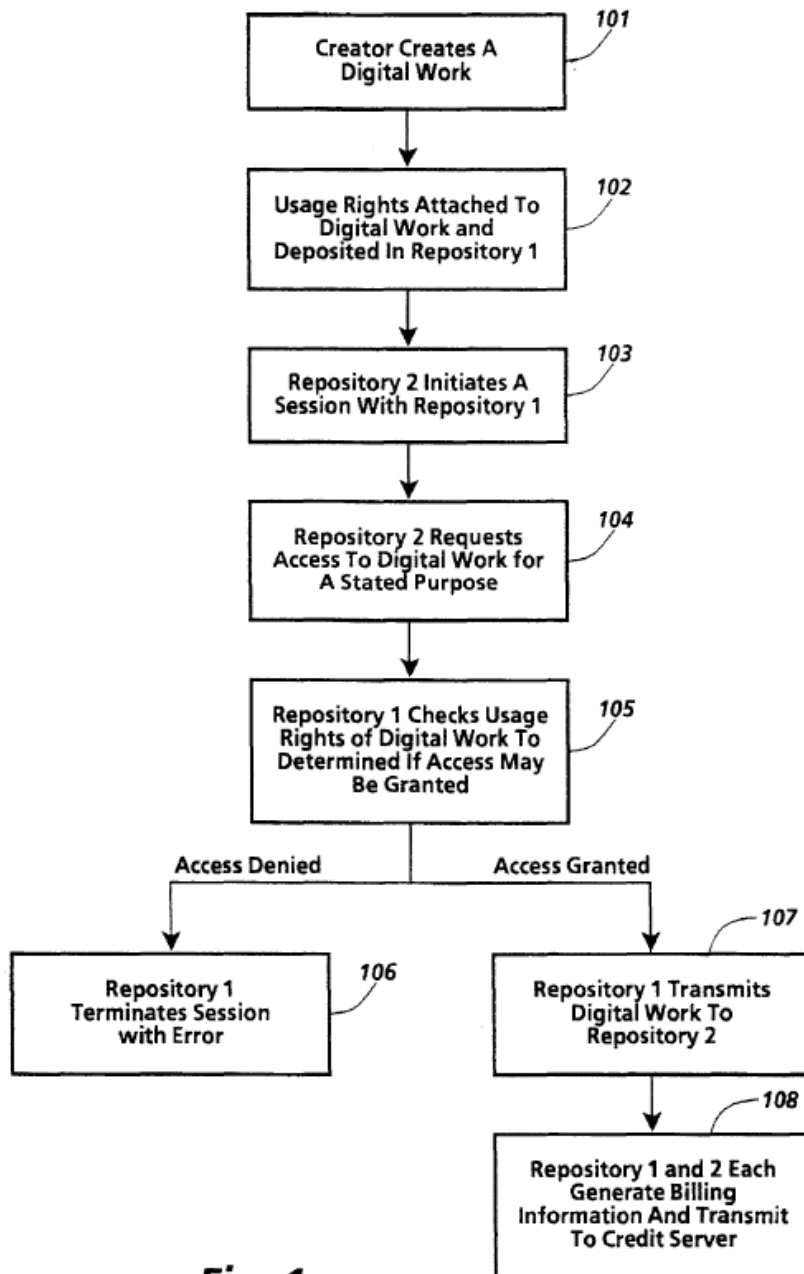 101
Creator Creates A
Digital Work
102
Usage Rights Attached To
Digital Work and
Deposited In Repository 1
103
Repository 2 Initiates A
Session With Repository 1
104
Repository 2 Requests
Access To Digital Work for
A Stated Purpose
105
Repository 1 Checks Usage
Rights of Digital Work To
Determined If Access May
Be Granted
Access Denied
Access Granted
106
Repository 1
Terminates Session
with Error
107
Repository 1 Transmits
Digital Work To
Repository 2
108
Repository 1 and 2 Each
Generate Billing
Information And Transmit
To Credit Server